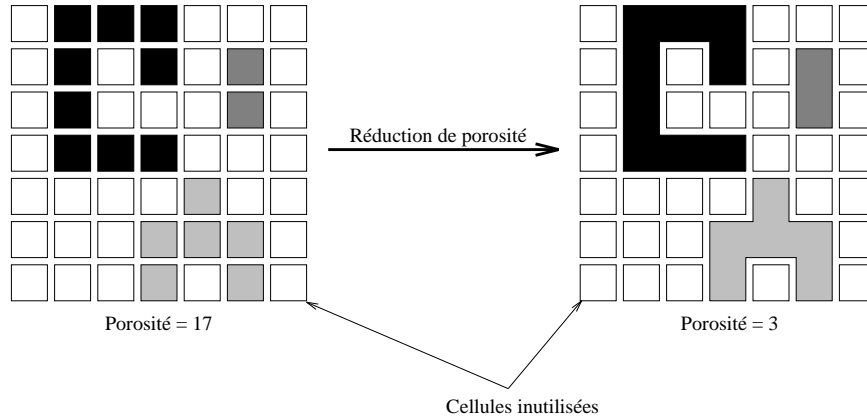 Réduction de porosité
Porosité = 17
Porosité = 3
Cellules inutilisées